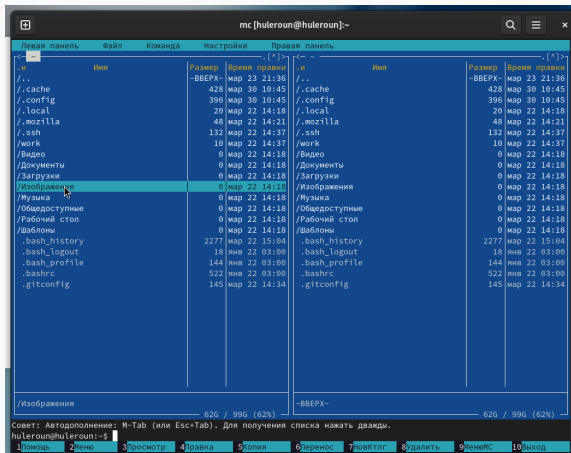 mc [huleroun@huleroun]:~
Левая панель Файл Команда Настройки Правая панель
<- ~ .[^]> <- ~ .[^]>
.и Имя Размер Время правки .и Имя Размер Время правки
/.. -ВВЕРХ- мар 23 21:36 /.. -ВВЕРХ- мар 23 21:36
/.cache 428 мар 30 10:45 /.cache 428 мар 30 10:45
/.config 396 мар 30 10:45 /.config 396 мар 30 10:45
/.local 20 мар 22 14:18 /.local 20 мар 22 14:18
/.mozilla 48 мар 22 14:21 /.mozilla 48 мар 22 14:21
/.ssh 132 мар 22 14:37 /.ssh 132 мар 22 14:37
/work 10 мар 22 14:37 /work 10 мар 22 14:37
/Видео 0 мар 22 14:18 /Видео 0 мар 22 14:18
/Документы 0 мар 22 14:18 /Документы 0 мар 22 14:18
/Загрузки 0 мар 22 14:18 /Загрузки 0 мар 22 14:18
/Изображения 0 мар 22 14:18 /Изображения 0 мар 22 14:18
/Музыка 0 мар 22 14:18 /Музыка 0 мар 22 14:18
/Общедоступные 0 мар 22 14:18 /Общедоступные 0 мар 22 14:18
/Рабочий стол 0 мар 22 14:18 /Рабочий стол 0 мар 22 14:18
/Шаблоны 0 мар 22 14:18 /Шаблоны 0 мар 22 14:18
.bash_history 2277 мар 22 15:04 .bash_history 2277 мар 22 15:04
.bash_logout 18 янв 22 03:00 .bash_logout 18 янв 22 03:00
.bash_profile 144 янв 22 03:00 .bash_profile 144 янв 22 03:00
.bashrc 522 янв 22 03:00 .bashrc 522 янв 22 03:00
.gitconfig 145 мар 22 14:34 .gitconfig 145 мар 22 14:34
/Изображения -ВВЕРХ-
62G / 99G (62%) 62G / 99G (62%)
Совет: Автодополнение: M-Tab (или Esc+Tab). Для получения списка нажать дважды.
huleroun@huleroun:~$
1Помощь 2Меню 3Просмотр 4Правка 5Копия 6Перенос 7НовКтлг 8Удалить 9МенюMC 10Выход